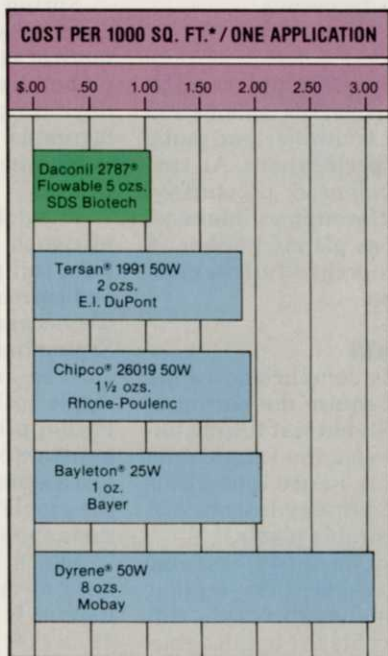 COST PER 1000 SQ. FT.* / ONE APPLICATION
$.00 .50 1.00 1.50 2.00 2.50 3.00
Daconil 2787®
Flowable 5 ozs.
SDS Biotech
Tersan® 1991 50W
2 ozs.
E.I. DuPont
Chipco® 26019 50W
1½ ozs.
Rhone-Poulenc
Bayleton® 25W
1 oz.
Bayer
Dyrene® 50W
8 ozs.
Mobay